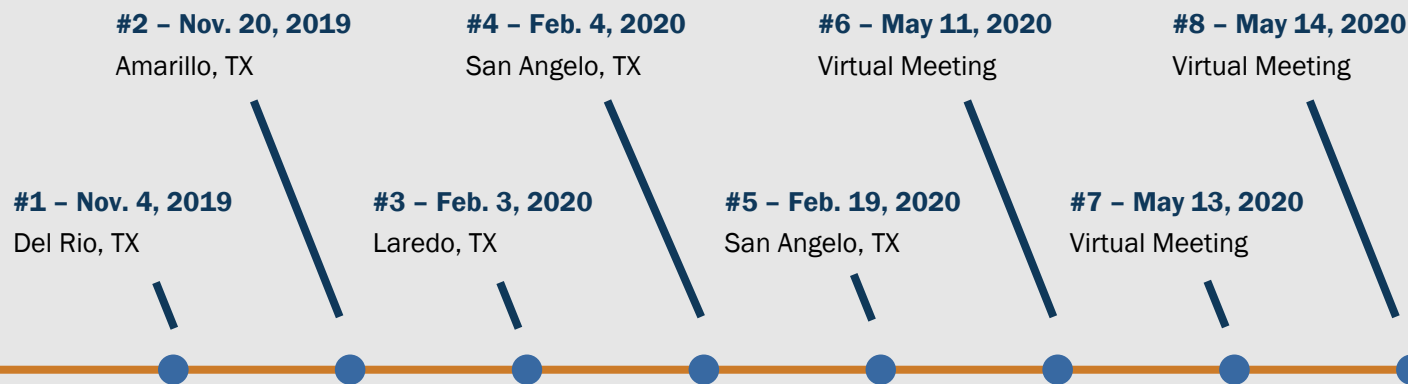 #2 – Nov. 20, 2019
Amarillo, TX
#4 – Feb. 4, 2020
San Angelo, TX
#6 – May 11, 2020
Virtual Meeting
#8 – May 14, 2020
Virtual Meeting
#1 – Nov. 4, 2019
Del Rio, TX
#3 – Feb. 3, 2020
Laredo, TX
#5 – Feb. 19, 2020
San Angelo, TX
#7 – May 13, 2020
Virtual Meeting